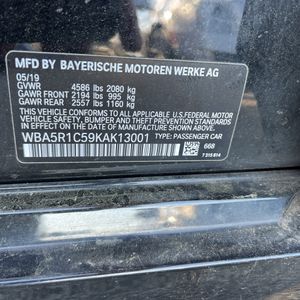 MFD BY BAYERISCHE MOTOREN WERKE AG
05/19
GVWR 4586 lbs 2080 kg
GAWR FRONT 2194 lbs 995 kg
GAWR REAR 2557 lbs 1160 kg
THIS VEHICLE CONFORMS TO ALL APPLICABLE U.S. FEDERAL MOTOR
VEHICLE SAFETY, BUMPER, AND THEFT PREVENTION STANDARDS
IN EFFECT ON THE DATE OF MANUFACTURE SHOWN ABOVE.
WBA5R1C59KAK13001 TYPE: PASSENGER CAR
668
7315814